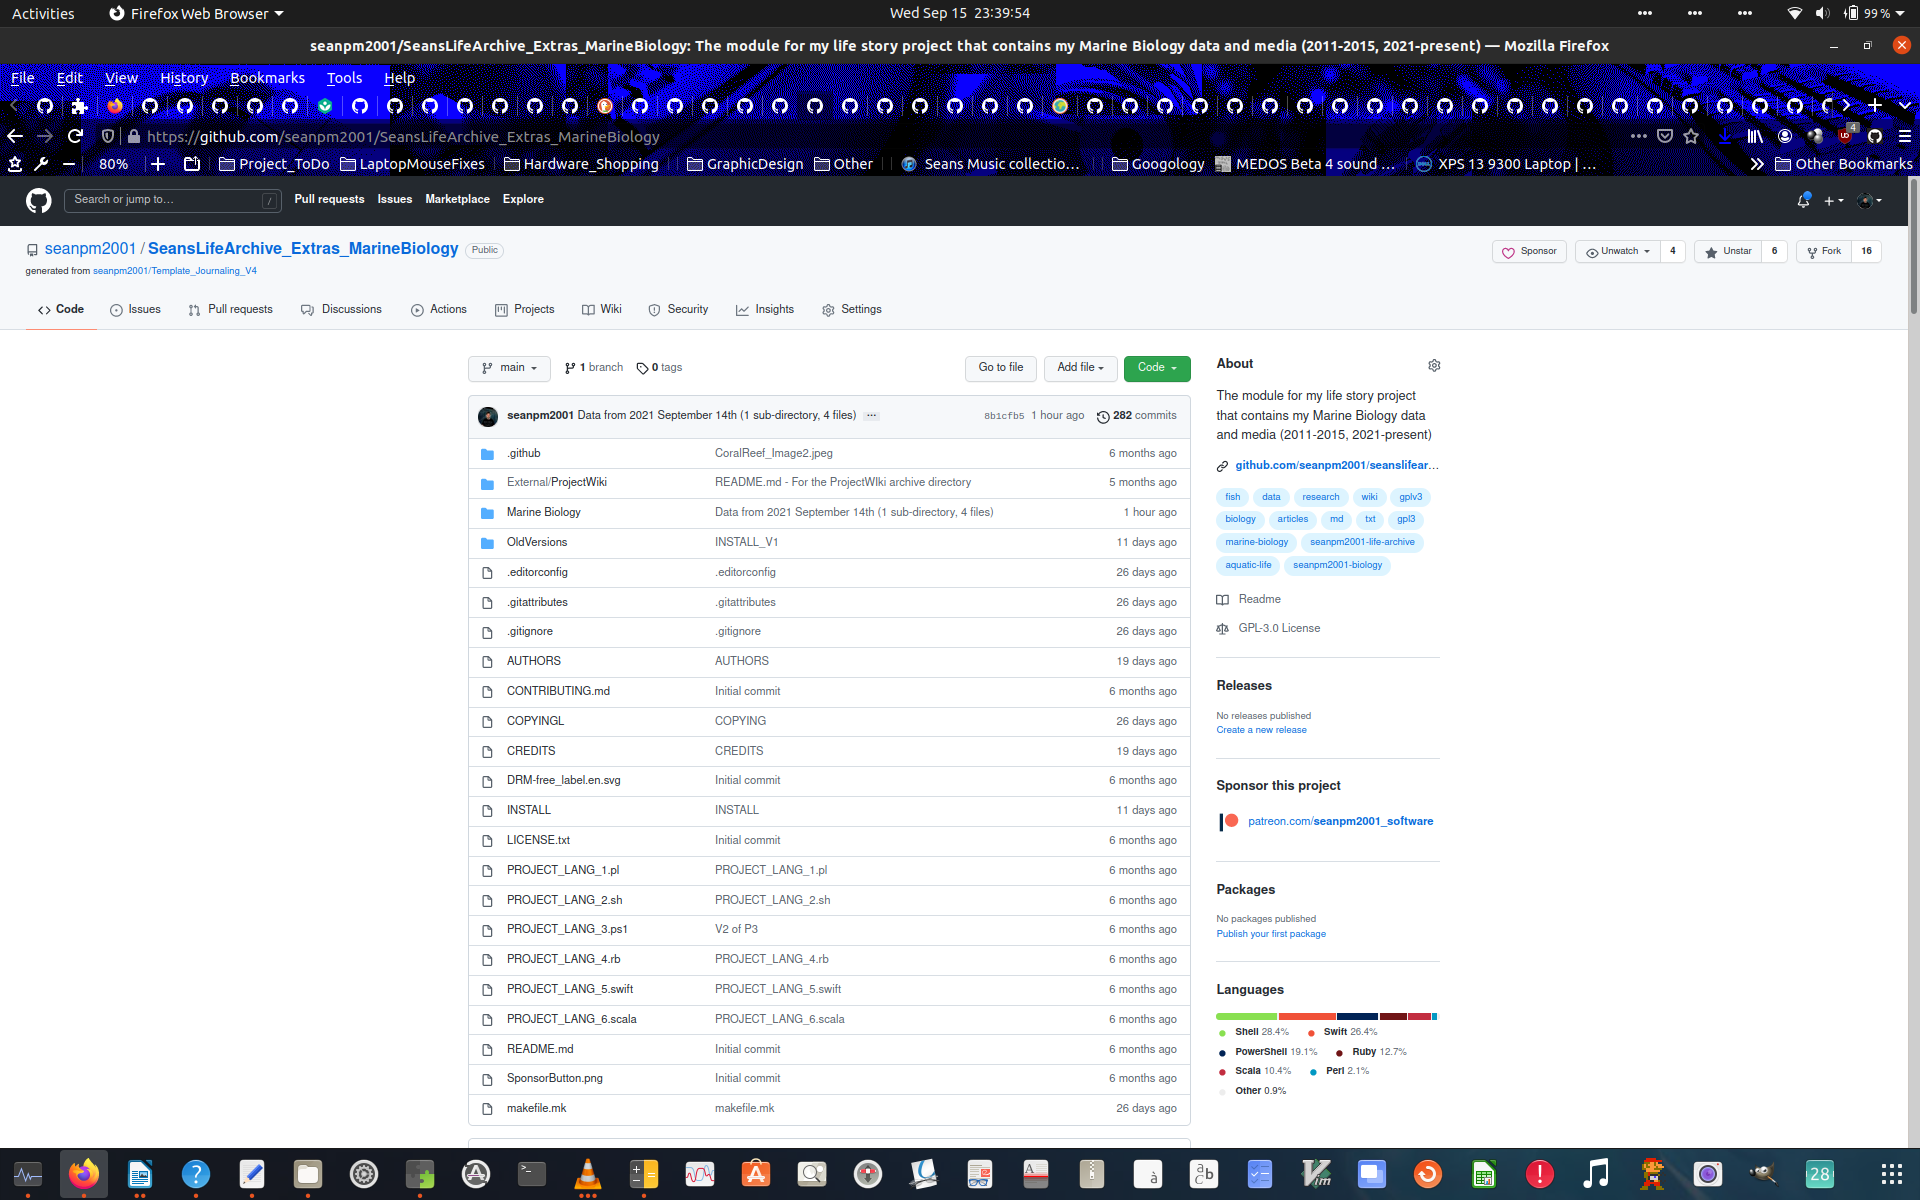 Activities Firefox Web Browser Wed Sep 15 23:39:54 99 %
seanpm2001/SeansLifeArchive_Extras_MarineBiology: The module for my life story project that contains my Marine Biology data and media (2011-2015, 2021-present) — Mozilla Firefox
File Edit View History Bookmarks Tools Help
https://github.com/seanpm2001/SeansLifeArchive_Extras_MarineBiology 4
80% Project_ToDo LaptopMouseFixes Hardware_Shopping GraphicDesign Other Seans Music collectio… Googology MEDOS Beta 4 sound … XPS 13 9300 Laptop | … Other Bookmarks
Search or jump to… / Pull requests Issues Marketplace Explore
seanpm2001 / SeansLifeArchive_Extras_MarineBiology Public Sponsor Unwatch 4 Unstar 6 Fork 16
generated from seanpm2001/Template_Journaling_V4
Code Issues Pull requests Discussions Actions Projects Wiki Security Insights Settings
main 1 branch 0 tags Go to file Add file Code
seanpm2001 Data from 2021 September 14th (1 sub-directory, 4 files) ... 8b1cfb5 1 hour ago 282 commits
.github CoralReef_Image2.jpeg 6 months ago
External/ProjectWiki README.md - For the ProjectWIki archive directory 5 months ago
Marine Biology Data from 2021 September 14th (1 sub-directory, 4 files) 1 hour ago
OldVersions INSTALL_V1 11 days ago
.editorconfig .editorconfig 26 days ago
.gitattributes .gitattributes 26 days ago
.gitignore .gitignore 26 days ago
AUTHORS AUTHORS 19 days ago
CONTRIBUTING.md Initial commit 6 months ago
COPYINGL COPYING 26 days ago
CREDITS CREDITS 19 days ago
DRM-free_label.en.svg Initial commit 6 months ago
INSTALL INSTALL 11 days ago
LICENSE.txt Initial commit 6 months ago
PROJECT_LANG_1.pl PROJECT_LANG_1.pl 6 months ago
PROJECT_LANG_2.sh PROJECT_LANG_2.sh 6 months ago
PROJECT_LANG_3.ps1 V2 of P3 6 months ago
PROJECT_LANG_4.rb PROJECT_LANG_4.rb 6 months ago
PROJECT_LANG_5.swift PROJECT_LANG_5.swift 6 months ago
PROJECT_LANG_6.scala PROJECT_LANG_6.scala 6 months ago
README.md Initial commit 6 months ago
SponsorButton.png Initial commit 6 months ago
makefile.mk makefile.mk 26 days ago
About
The module for my life story project
that contains my Marine Biology data
and media (2011-2015, 2021-present)
github.com/seanpm2001/seanslifear…
fish data research wiki gplv3
biology articles md txt gpl3
marine-biology seanpm2001-life-archive
aquatic-life seanpm2001-biology
Readme
GPL-3.0 License
Releases
No releases published
Create a new release
Sponsor this project
patreon.com/seanpm2001_software
Packages
No packages published
Publish your first package
Languages
Shell 28.4% Swift 26.4%
PowerShell 19.1% Ruby 12.7%
Scala 10.4% Perl 2.1%
Other 0.9%
28